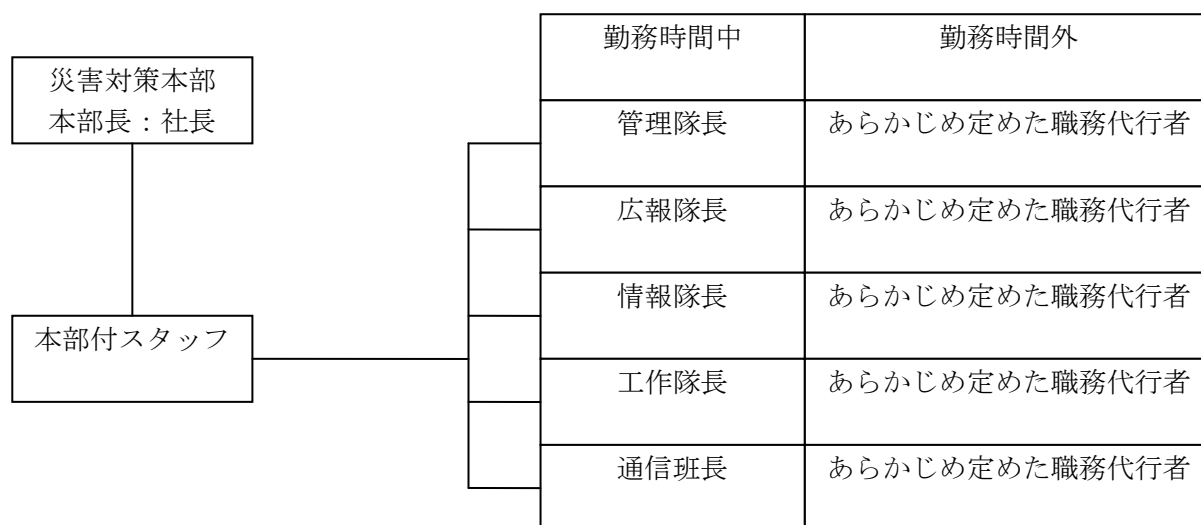 災害対策本部
本部長：社長
本部付スタッフ
勤務時間中 勤務時間外
管理隊長 あらかじめ定めた職務代行者
広報隊長 あらかじめ定めた職務代行者
情報隊長 あらかじめ定めた職務代行者
工作隊長 あらかじめ定めた職務代行者
通信班長 あらかじめ定めた職務代行者